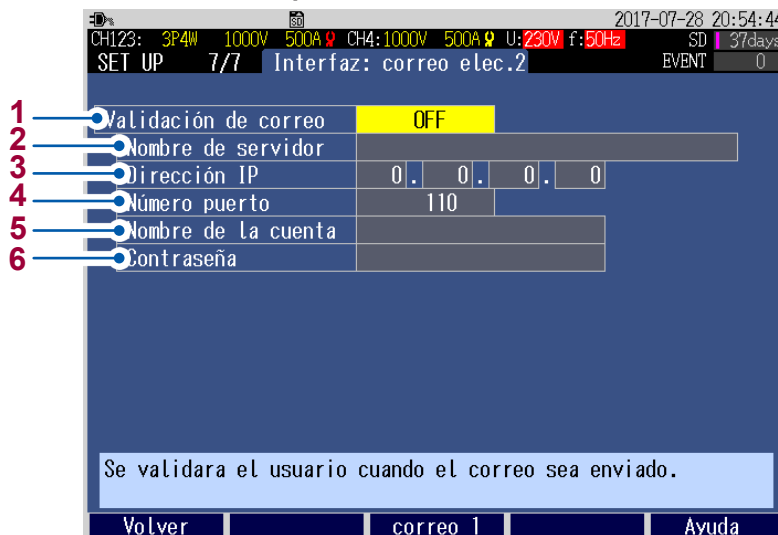 SD
2017-07-28 20:54:44
CH123: 3P4W 1000V 500A CH4:1000V 500A U:230V f:50Hz SD 37days
SET UP 7/7 Interfaz: correo elec.2 EVENT 0
1 Validación de correo OFF
2 Nombre de servidor
3 Dirección IP 0. 0. 0. 0
4 Número puerto 110
5 Nombre de la cuenta
6 Contraseña
Se validara el usuario cuando el correo sea enviado.
Volver correo 1 Ayuda